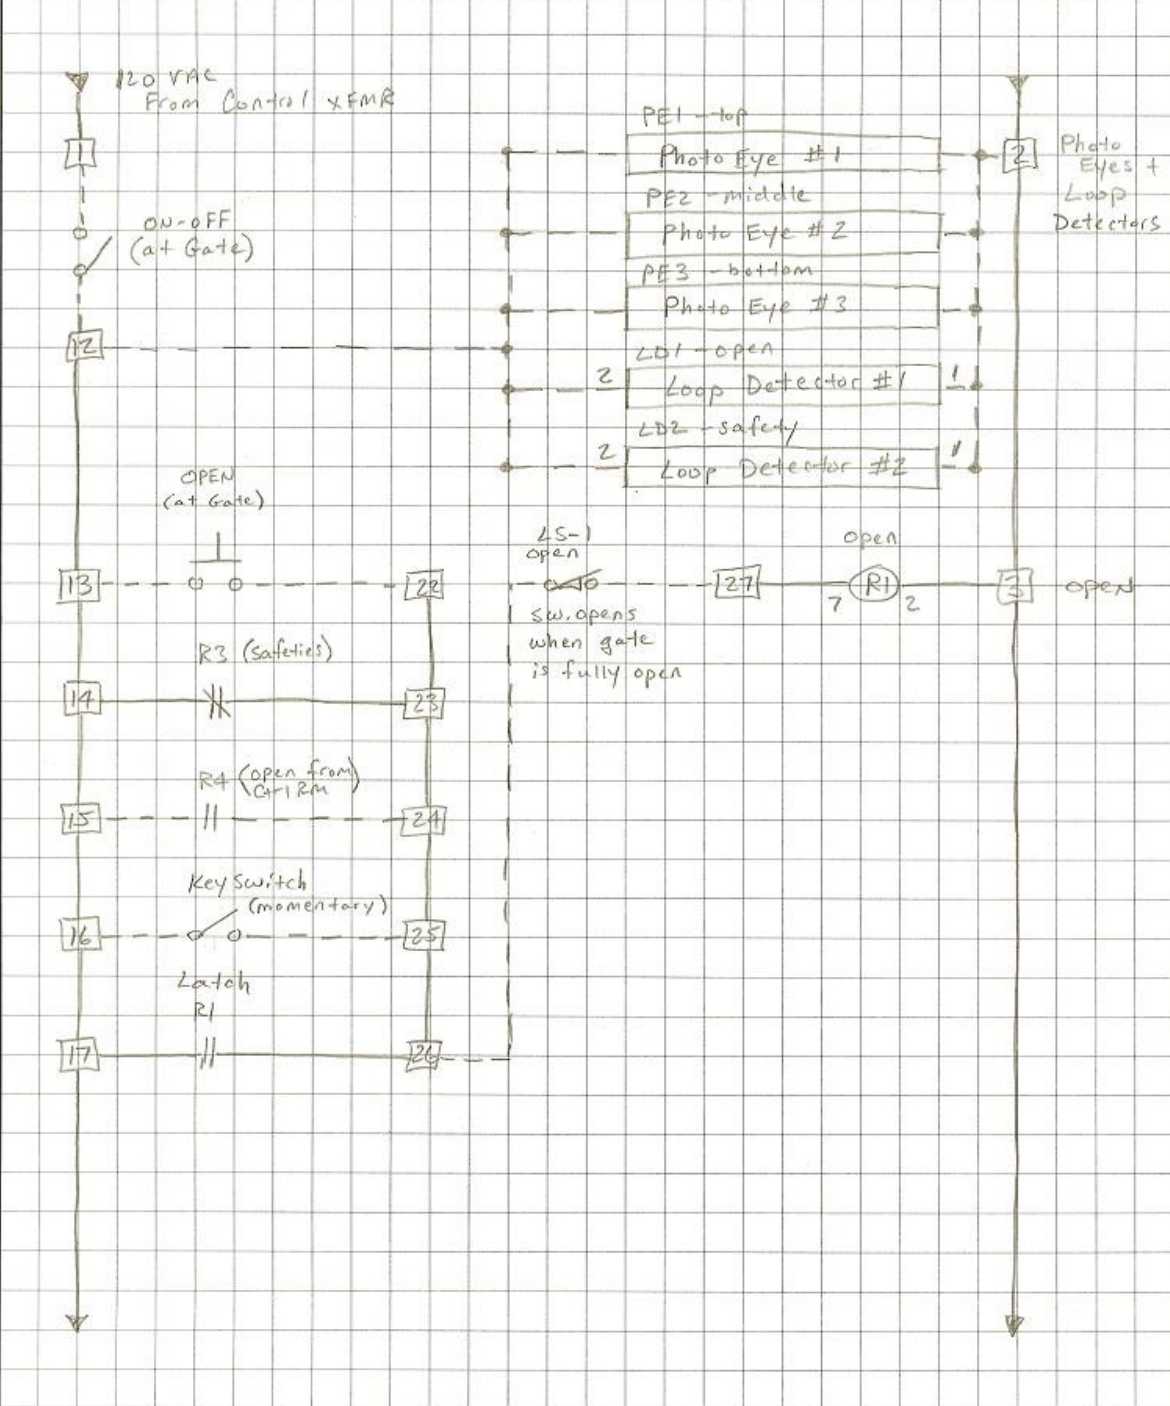 120 VAC
From Control XFMR
1
ON-OFF
(at Gate)
12
PE1 - top
Photo Eye #1
PE2 - middle
Photo Eye #2
PE3 - bottom
Photo Eye #3
LD1 - open
2 Loop Detector #1 1
LD2 - safety
2 Loop Detector #2 1
2
Photo
Eyes +
Loop
Detectors
OPEN
(at Gate)
13
22
LS-1
open
sw. opens
when gate
is fully open
27
open
7 R1 2
3
OPEN
R3 (safeties)
14
23
R4 (open from
Ctrl RM)
15
24
Key Switch
(momentary)
16
25
Latch
R1
17
26